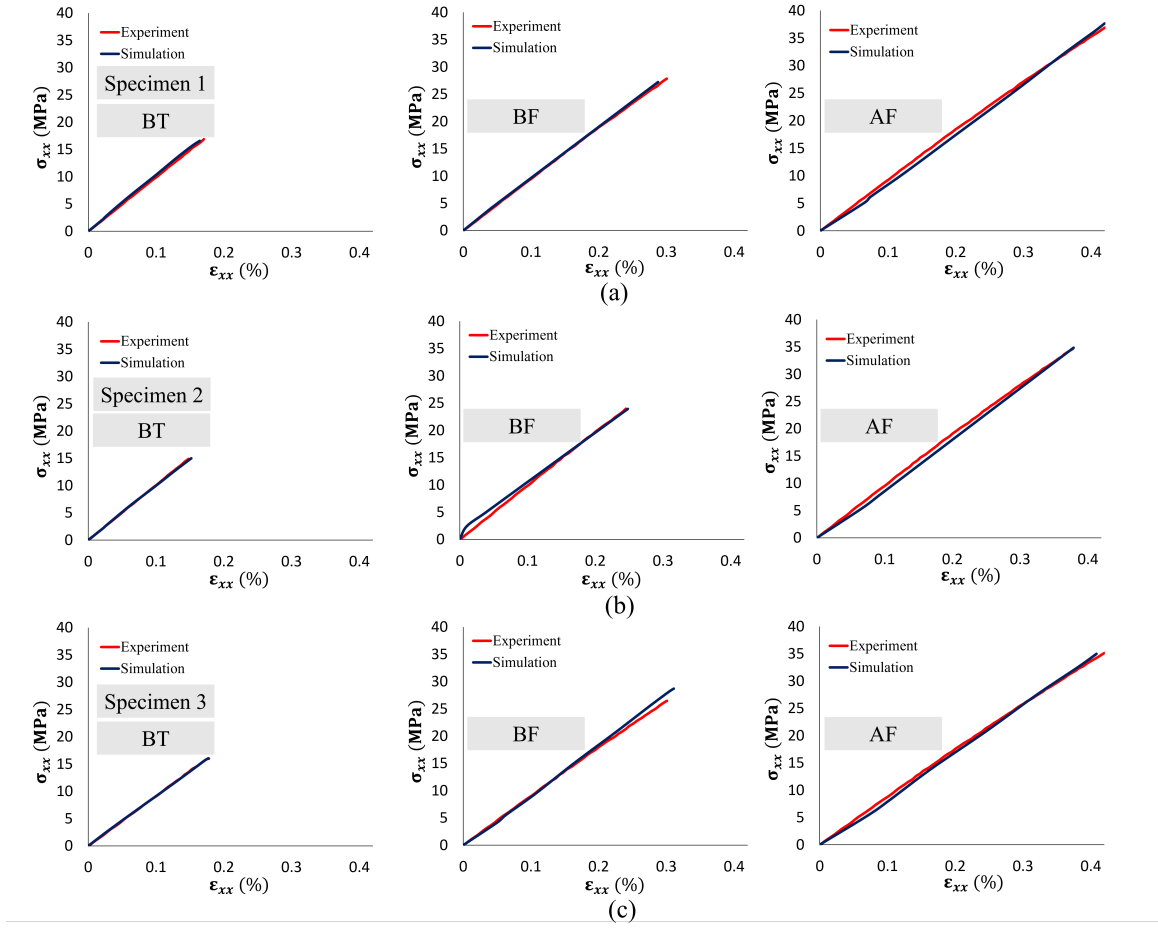 40
35
30
25
20
15
10
5
0
σxx (MPa)
Experiment
Simulation
Specimen 1
BT
0
0.1
0.2
0.3
0.4
εxx (%)
40
35
30
25
20
15
10
5
0
σxx (MPa)
Experiment
Simulation
BF
0
0.1
0.2
0.3
0.4
εxx (%)
40
35
30
25
20
15
10
5
0
σxx (MPa)
Experiment
Simulation
AF
0
0.1
0.2
0.3
0.4
εxx (%)
(a)
40
35
30
25
20
15
10
5
0
σxx (MPa)
Experiment
Simulation
Specimen 2
BT
0
0.1
0.2
0.3
0.4
εxx (%)
40
35
30
25
20
15
10
5
0
σxx (MPa)
Experiment
Simulation
BF
0
0.1
0.2
0.3
0.4
εxx (%)
40
35
30
25
20
15
10
5
0
σxx (MPa)
Experiment
Simulation
AF
0
0.1
0.2
0.3
0.4
εxx (%)
(b)
40
35
30
25
20
15
10
5
0
σxx (MPa)
Experiment
Simulation
Specimen 3
BT
0
0.1
0.2
0.3
0.4
εxx (%)
40
35
30
25
20
15
10
5
0
σxx (MPa)
Experiment
Simulation
BF
0
0.1
0.2
0.3
0.4
εxx (%)
40
35
30
25
20
15
10
5
0
σxx (MPa)
Experiment
Simulation
AF
0
0.1
0.2
0.3
0.4
εxx (%)
(c)